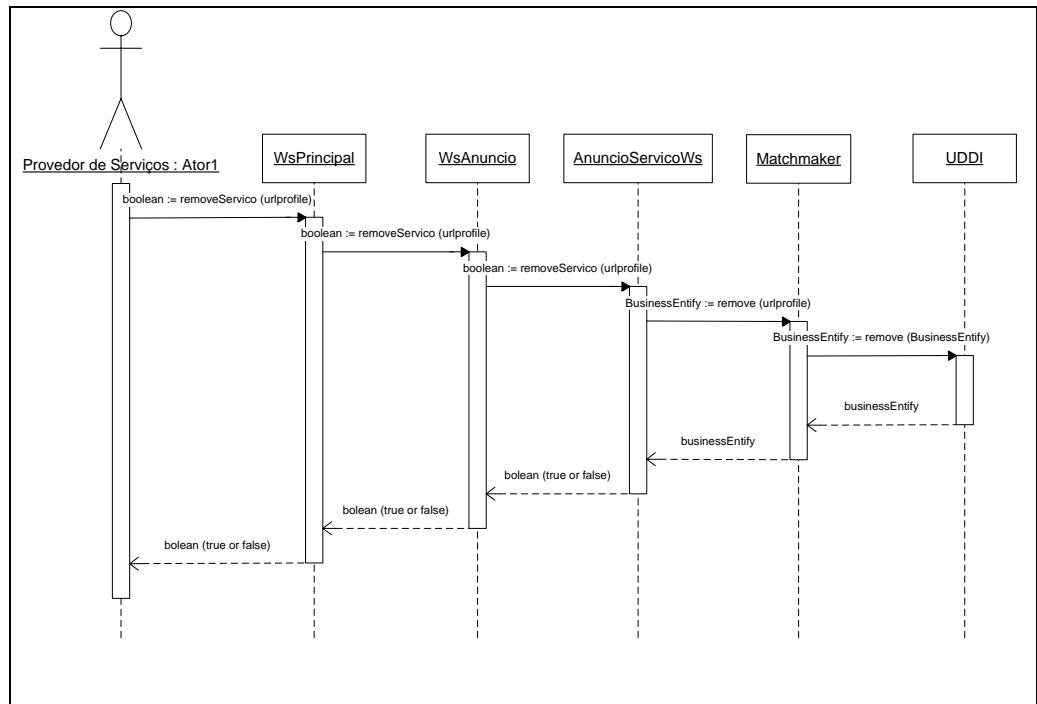 Provedor de Serviços : Ator1
WsPrincipal
WsAnuncio
AnuncioServicoWs
Matchmaker
UDDI
boolean := removeServico (urlprofile)
boolean := removeServico (urlprofile)
boolean := removeServico (urlprofile)
BusinessEntify := remove (urlprofile)
BusinessEntify := remove (BusinessEntify)
businessEntify
businessEntify
bolean (true or false)
bolean (true or false)
bolean (true or false)